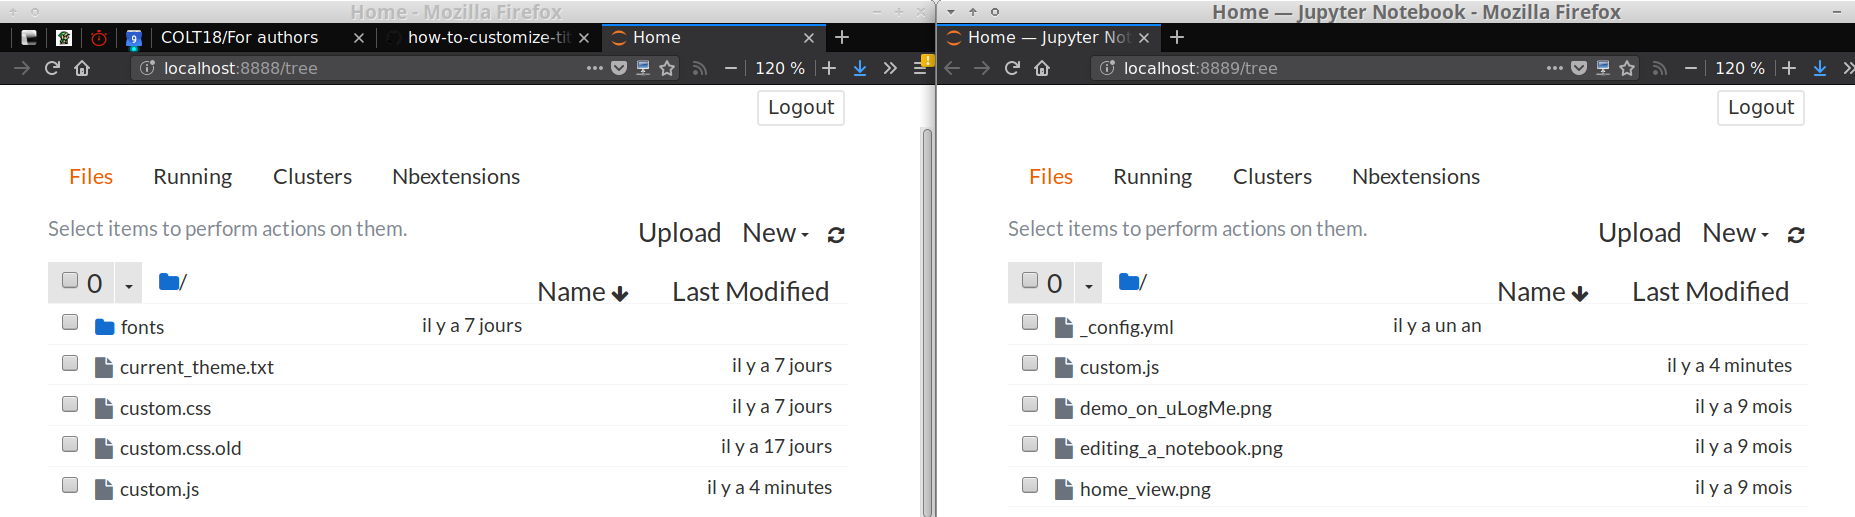 Home - Mozilla Firefox
COLT18/For authors
how-to-customize-tit
Home
9
localhost:8888/tree
120 %
Logout
Files
Running
Clusters
Nbextensions
Select items to perform actions on them.
Upload
New
0
/
Name
Last Modified
fonts
il y a 7 jours
current_theme.txt
il y a 7 jours
custom.css
il y a 7 jours
custom.css.old
il y a 17 jours
custom.js
il y a 4 minutes
Home — Jupyter Notebook - Mozilla Firefox
Home — Jupyter Not
localhost:8889/tree
120 %
Logout
Files
Running
Clusters
Nbextensions
Select items to perform actions on them.
Upload
New
0
/
Name
Last Modified
_config.yml
il y a un an
custom.js
il y a 4 minutes
demo_on_uLogMe.png
il y a 9 mois
editing_a_notebook.png
il y a 9 mois
home_view.png
il y a 9 mois